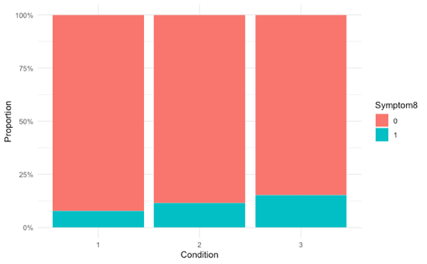 100%
75%
50%
25%
0%
Proportion
1 2 3
Condition
Symptom8
0
1